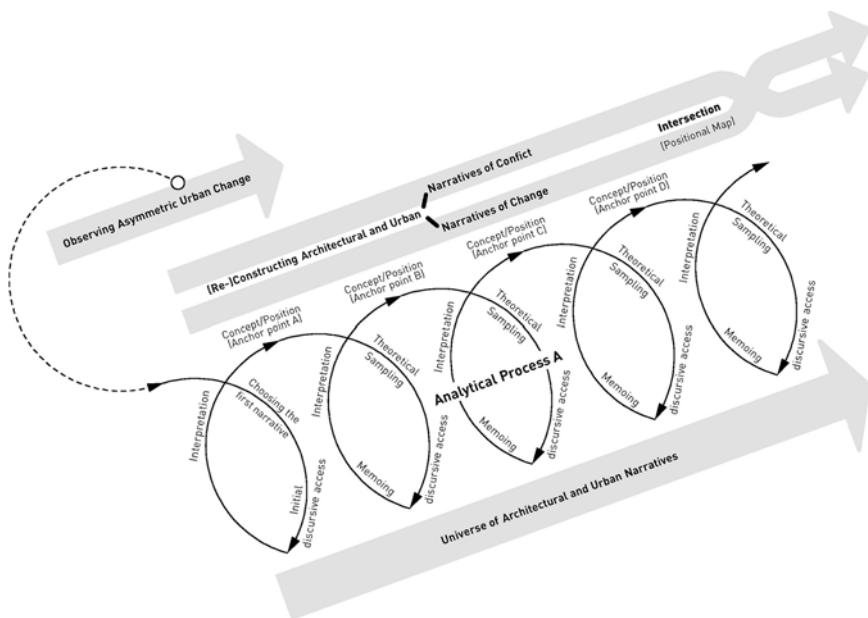 Intersection
[Positional Map]
Observing Asymmetric Urban Change
Narratives of Confict
(Re-)Constructing Architectural and Urban
Narratives of Change
Concept/Position
[Anchor point A]
Concept/Position
[Anchor point B]
Concept/Position
[Anchor point C]
Concept/Position
[Anchor point D]
Interpretation
Choosing the
first narrative
Initial
discursive access
Interpretation
Theoretical
Sampling
Memoing
discursive access
Interpretation
Theoretical
Sampling
Analytical Process A
Memoing
discursive access
Interpretation
Theoretical
Sampling
Memoing
discursive access
Interpretation
Theoretical
Sampling
Memoing
discursive access
Universe of Architectural and Urban Narratives